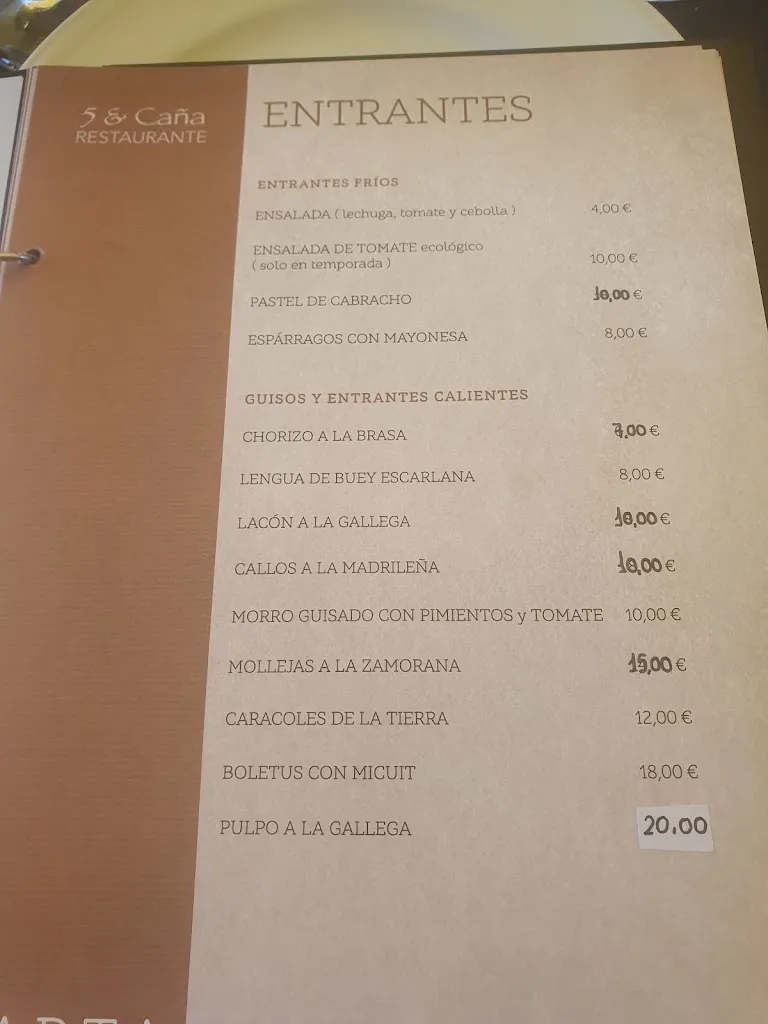 5 & Caña
RESTAURANTE
ENTRANTES
ENTRANTES FRÍOS
ENSALADA ( lechuga, tomate y cebolla ) 4,00 €
ENSALADA DE TOMATE ecológico
( solo en temporada ) 10,00 €
PASTEL DE CABRACHO 10,00 €
ESPÁRRAGOS CON MAYONESA 8,00 €
GUISOS Y ENTRANTES CALIENTES
CHORIZO A LA BRASA €
LENGUA DE BUEY ESCARLANA 8,00 €
LACÓN A LA GALLEGA 10,00 €
CALLOS A LA MADRILEÑA 10,00 €
MORRO GUISADO CON PIMIENTOS y TOMATE 10,00 €
MOLLEJAS A LA ZAMORANA 15,00 €
CARACOLES DE LA TIERRA 12,00 €
BOLETUS CON MICUIT 18,00 €
PULPO A LA GALLEGA 20.00